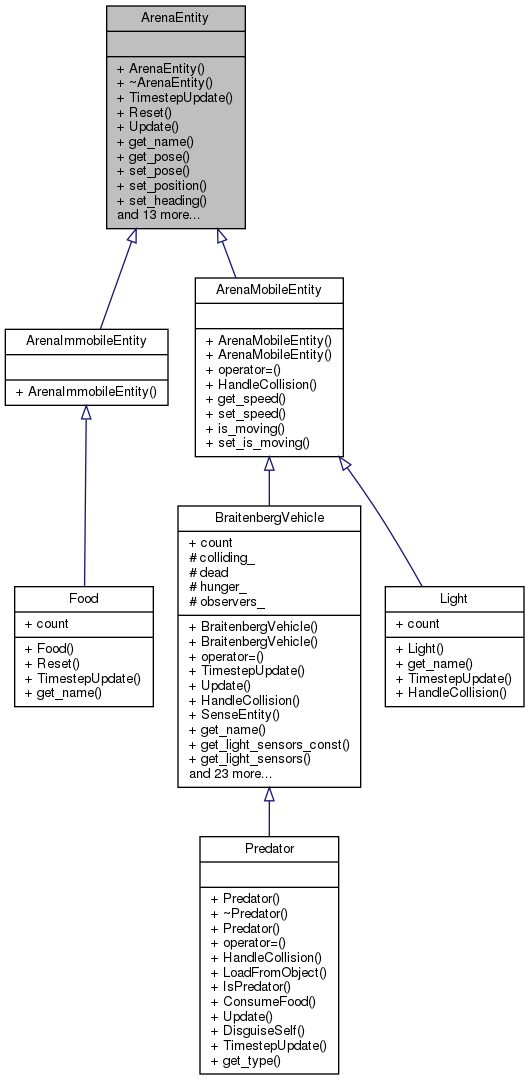 ArenaEntity
+ ArenaEntity()
+ ~ArenaEntity()
+ TimestepUpdate()
+ Reset()
+ Update()
+ get_name()
+ get_pose()
+ set_pose()
+ set_position()
+ set_heading()
and 13 more...
ArenaImmobileEntity
+ ArenaImmobileEntity()
ArenaMobileEntity
+ ArenaMobileEntity()
+ ArenaMobileEntity()
+ operator=()
+ HandleCollision()
+ get_speed()
+ set_speed()
+ is_moving()
+ set_is_moving()
Food
+ count
+ Food()
+ Reset()
+ TimestepUpdate()
+ get_name()
BraitenbergVehicle
+ count
# colliding_
# dead
# hunger_
# observers_
+ BraitenbergVehicle()
+ BraitenbergVehicle()
+ operator=()
+ TimestepUpdate()
+ Update()
+ HandleCollision()
+ SenseEntity()
+ get_name()
+ get_light_sensors_const()
+ get_light_sensors()
and 23 more...
Light
+ count
+ Light()
+ get_name()
+ TimestepUpdate()
+ HandleCollision()
Predator
+ Predator()
+ ~Predator()
+ Predator()
+ operator=()
+ HandleCollision()
+ LoadFromObject()
+ IsPredator()
+ ConsumeFood()
+ Update()
+ DisguiseSelf()
+ TimestepUpdate()
+ get_type()